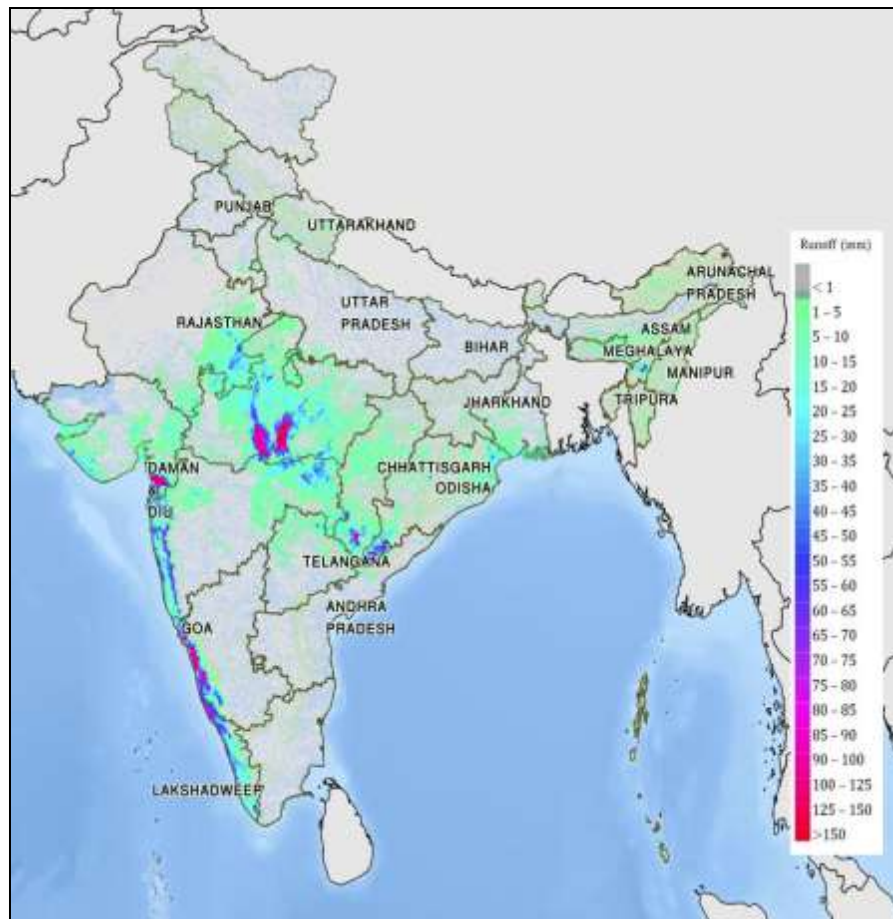 PUNJAB
UTTARAKHAND
Runoff (mm)
ARUNACHAL
PRADESH
RAJASTHAN
UTTAR
PRADESH
ASSAM
BIHAR
MEGHALAYA
MANIPUR
JHARKHAND
TRIPURA
DAMAN
CHHATTISGARH
DIU
ODISHA
TELANGANA
ANDHRA
PRADESH
GOA
LAKSHADWEEP
< 1
1 – 5
5 – 10
10 – 15
15 – 20
20 – 25
25 – 30
30 – 35
35 – 40
45 – 40
50 – 45
50 – 55
55 – 60
60 – 65
65 – 70
70 – 75
75 – 80
80 – 85
85 – 90
90 – 100
100 – 125
125 – 150
>150